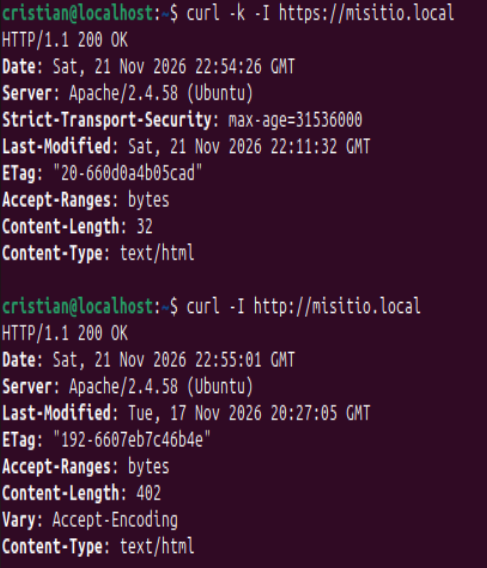 cristian@localhost:~$ curl -k -I https://misitio.local
HTTP/1.1 200 OK
Date: Sat, 21 Nov 2026 22:54:26 GMT
Server: Apache/2.4.58 (Ubuntu)
Strict-Transport-Security: max-age=31536000
Last-Modified: Sat, 21 Nov 2026 22:11:32 GMT
ETag: "20-660d0a4b05cad"
Accept-Ranges: bytes
Content-Length: 32
Content-Type: text/html
cristian@localhost:~$ curl -I http://misitio.local
HTTP/1.1 200 OK
Date: Sat, 21 Nov 2026 22:55:01 GMT
Server: Apache/2.4.58 (Ubuntu)
Last-Modified: Tue, 17 Nov 2026 20:27:05 GMT
ETag: "192-6607eb7c46b4e"
Accept-Ranges: bytes
Content-Length: 402
Vary: Accept-Encoding
Content-Type: text/html